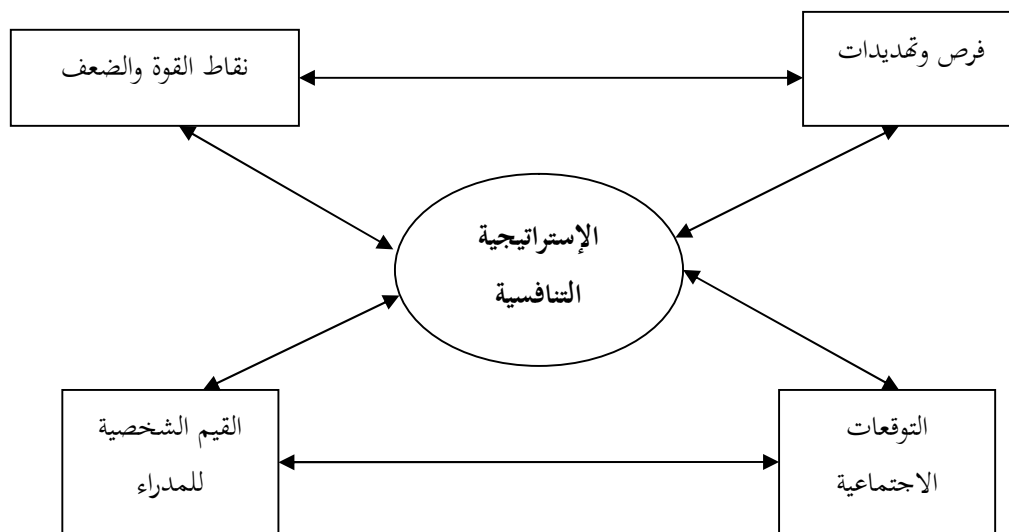 فرص وتهديدات
نقاط القوة والضعف
الإستراتيجية
التنافسية
التوقعات
الاجتماعية
القيم الشخصية
للمدراء